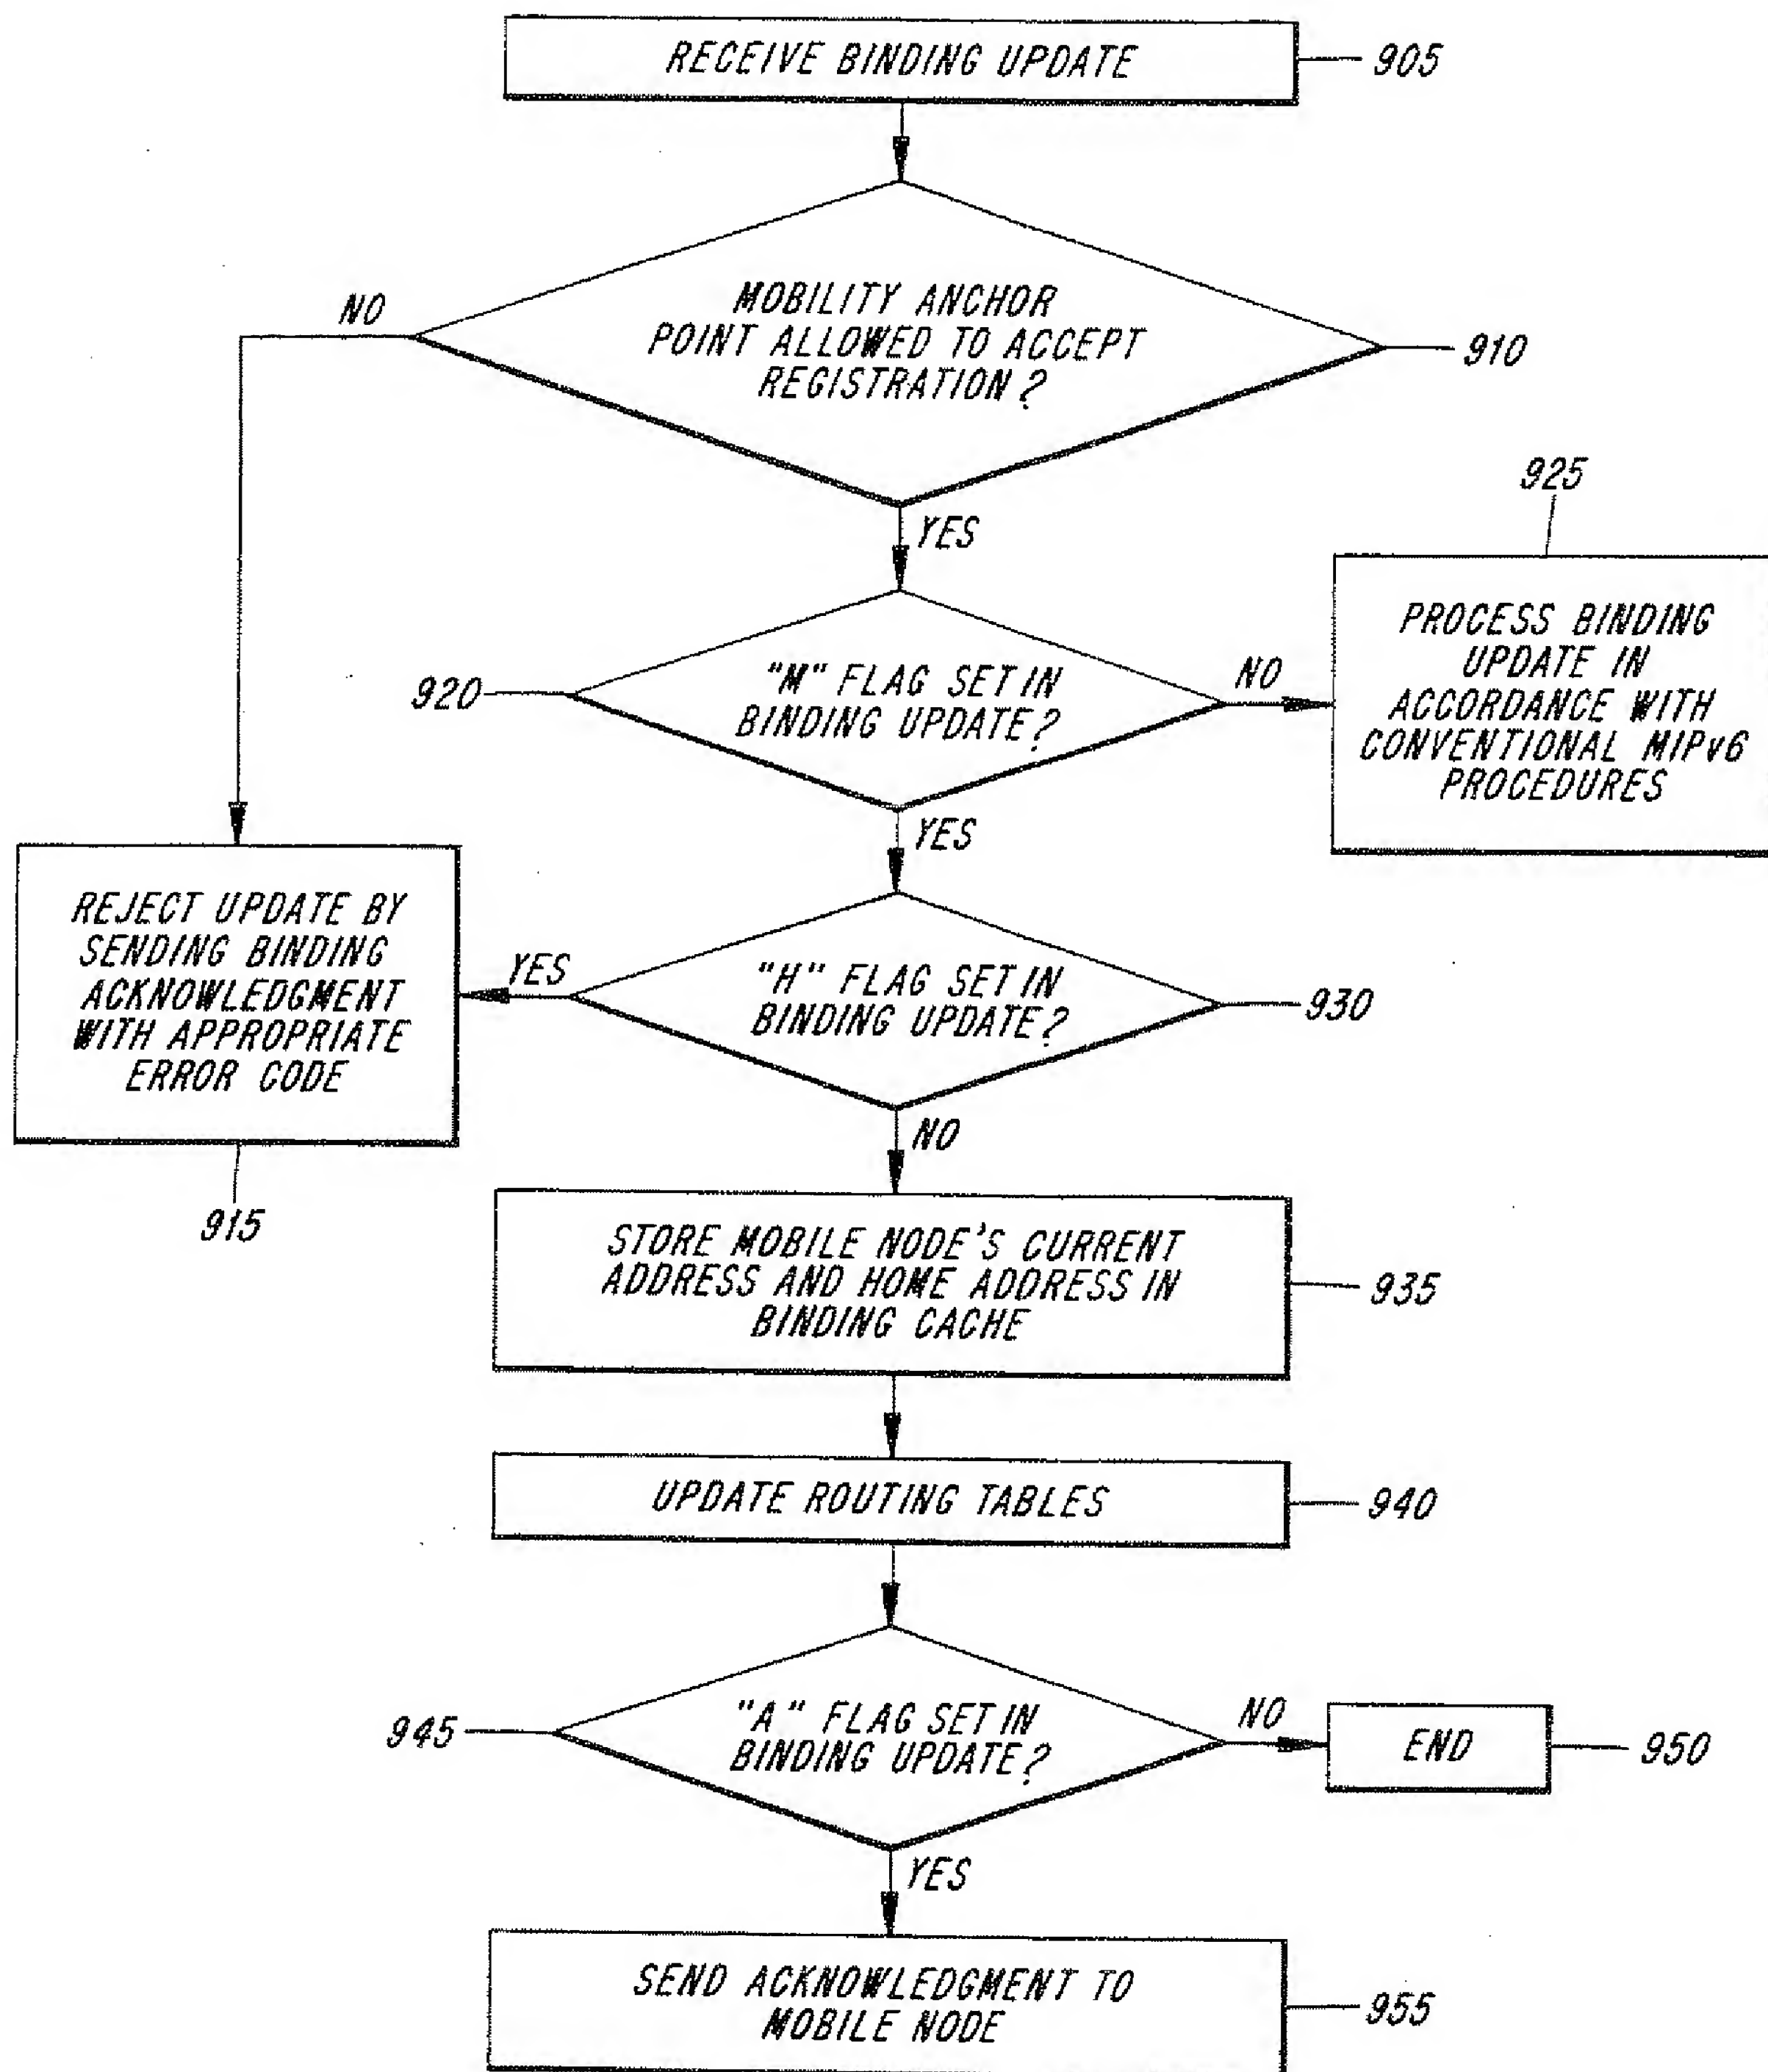 RECEIVE BINDING UPDATE
905
MOBILITY ANCHOR
POINT ALLOWED TO ACCEPT
REGISTRATION?
910
NO
YES
925
PROCESS BINDING
UPDATE IN
ACCORDANCE WITH
CONVENTIONAL MIPv6
PROCEDURES
920
"M" FLAG SET IN
BINDING UPDATE?
NO
YES
REJECT UPDATE BY
SENDING BINDING
ACKNOWLEDGMENT
WITH APPROPRIATE
ERROR CODE
915
YES
"H" FLAG SET IN
BINDING UPDATE?
930
NO
STORE MOBILE NODE'S CURRENT
ADDRESS AND HOME ADDRESS IN
BINDING CACHE
935
UPDATE ROUTING TABLES
940
945
"A" FLAG SET IN
BINDING UPDATE?
NO
END
950
YES
SEND ACKNOWLEDGMENT TO
MOBILE NODE
955